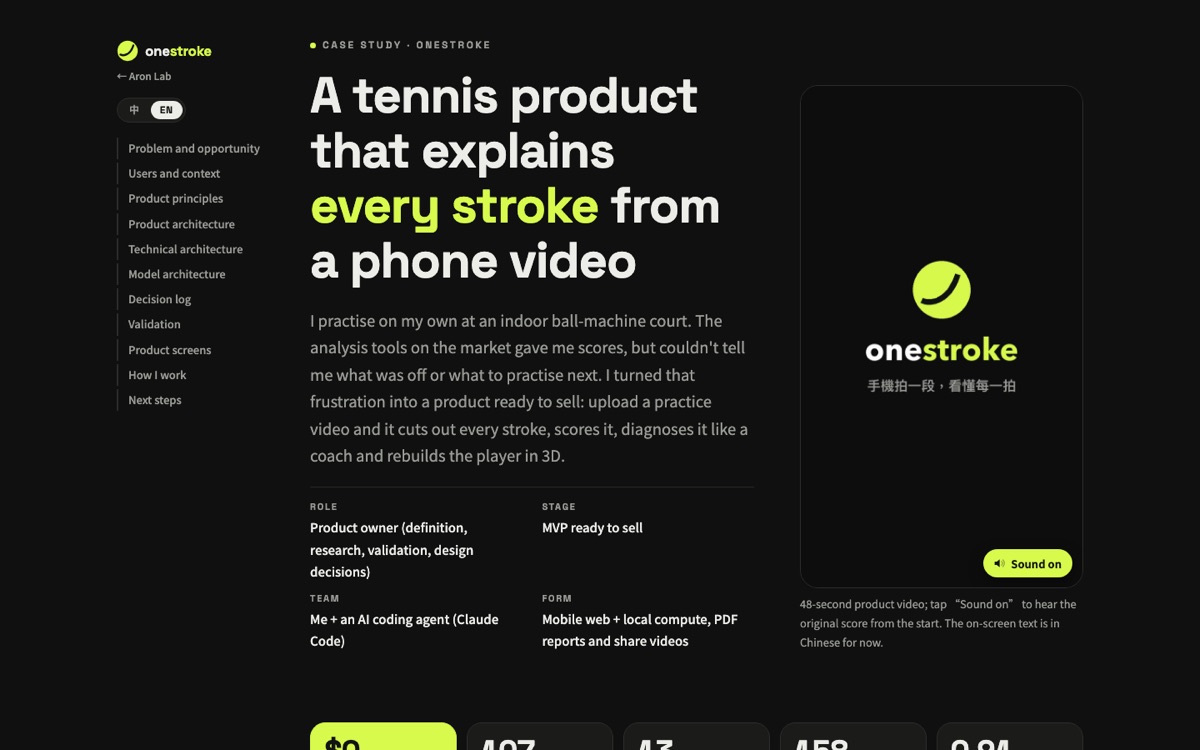 onestroke
← Aron Lab
中 EN
Problem and opportunity
Users and context
Product principles
Product architecture
Technical architecture
Model architecture
Decision log
Validation
Product screens
How I work
Next steps
CASE STUDY · ONESTROKE
A tennis product
that explains
every stroke from
a phone video
I practise on my own at an indoor ball-machine court. The
analysis tools on the market gave me scores, but couldn't tell
me what was off or what to practise next. I turned that
frustration into a product ready to sell: upload a practice
video and it cuts out every stroke, scores it, diagnoses it like a
coach and rebuilds the player in 3D.
ROLE
Product owner (definition,
research, validation, design
decisions)
STAGE
MVP ready to sell
TEAM
Me + an AI coding agent (Claude
Code)
FORM
Mobile web + local compute, PDF
reports and share videos
onestroke
手機拍一段，看懂每一拍
Sound on
48-second product video; tap “Sound on” to hear the
original score from the start. The on-screen text is in
Chinese for now.